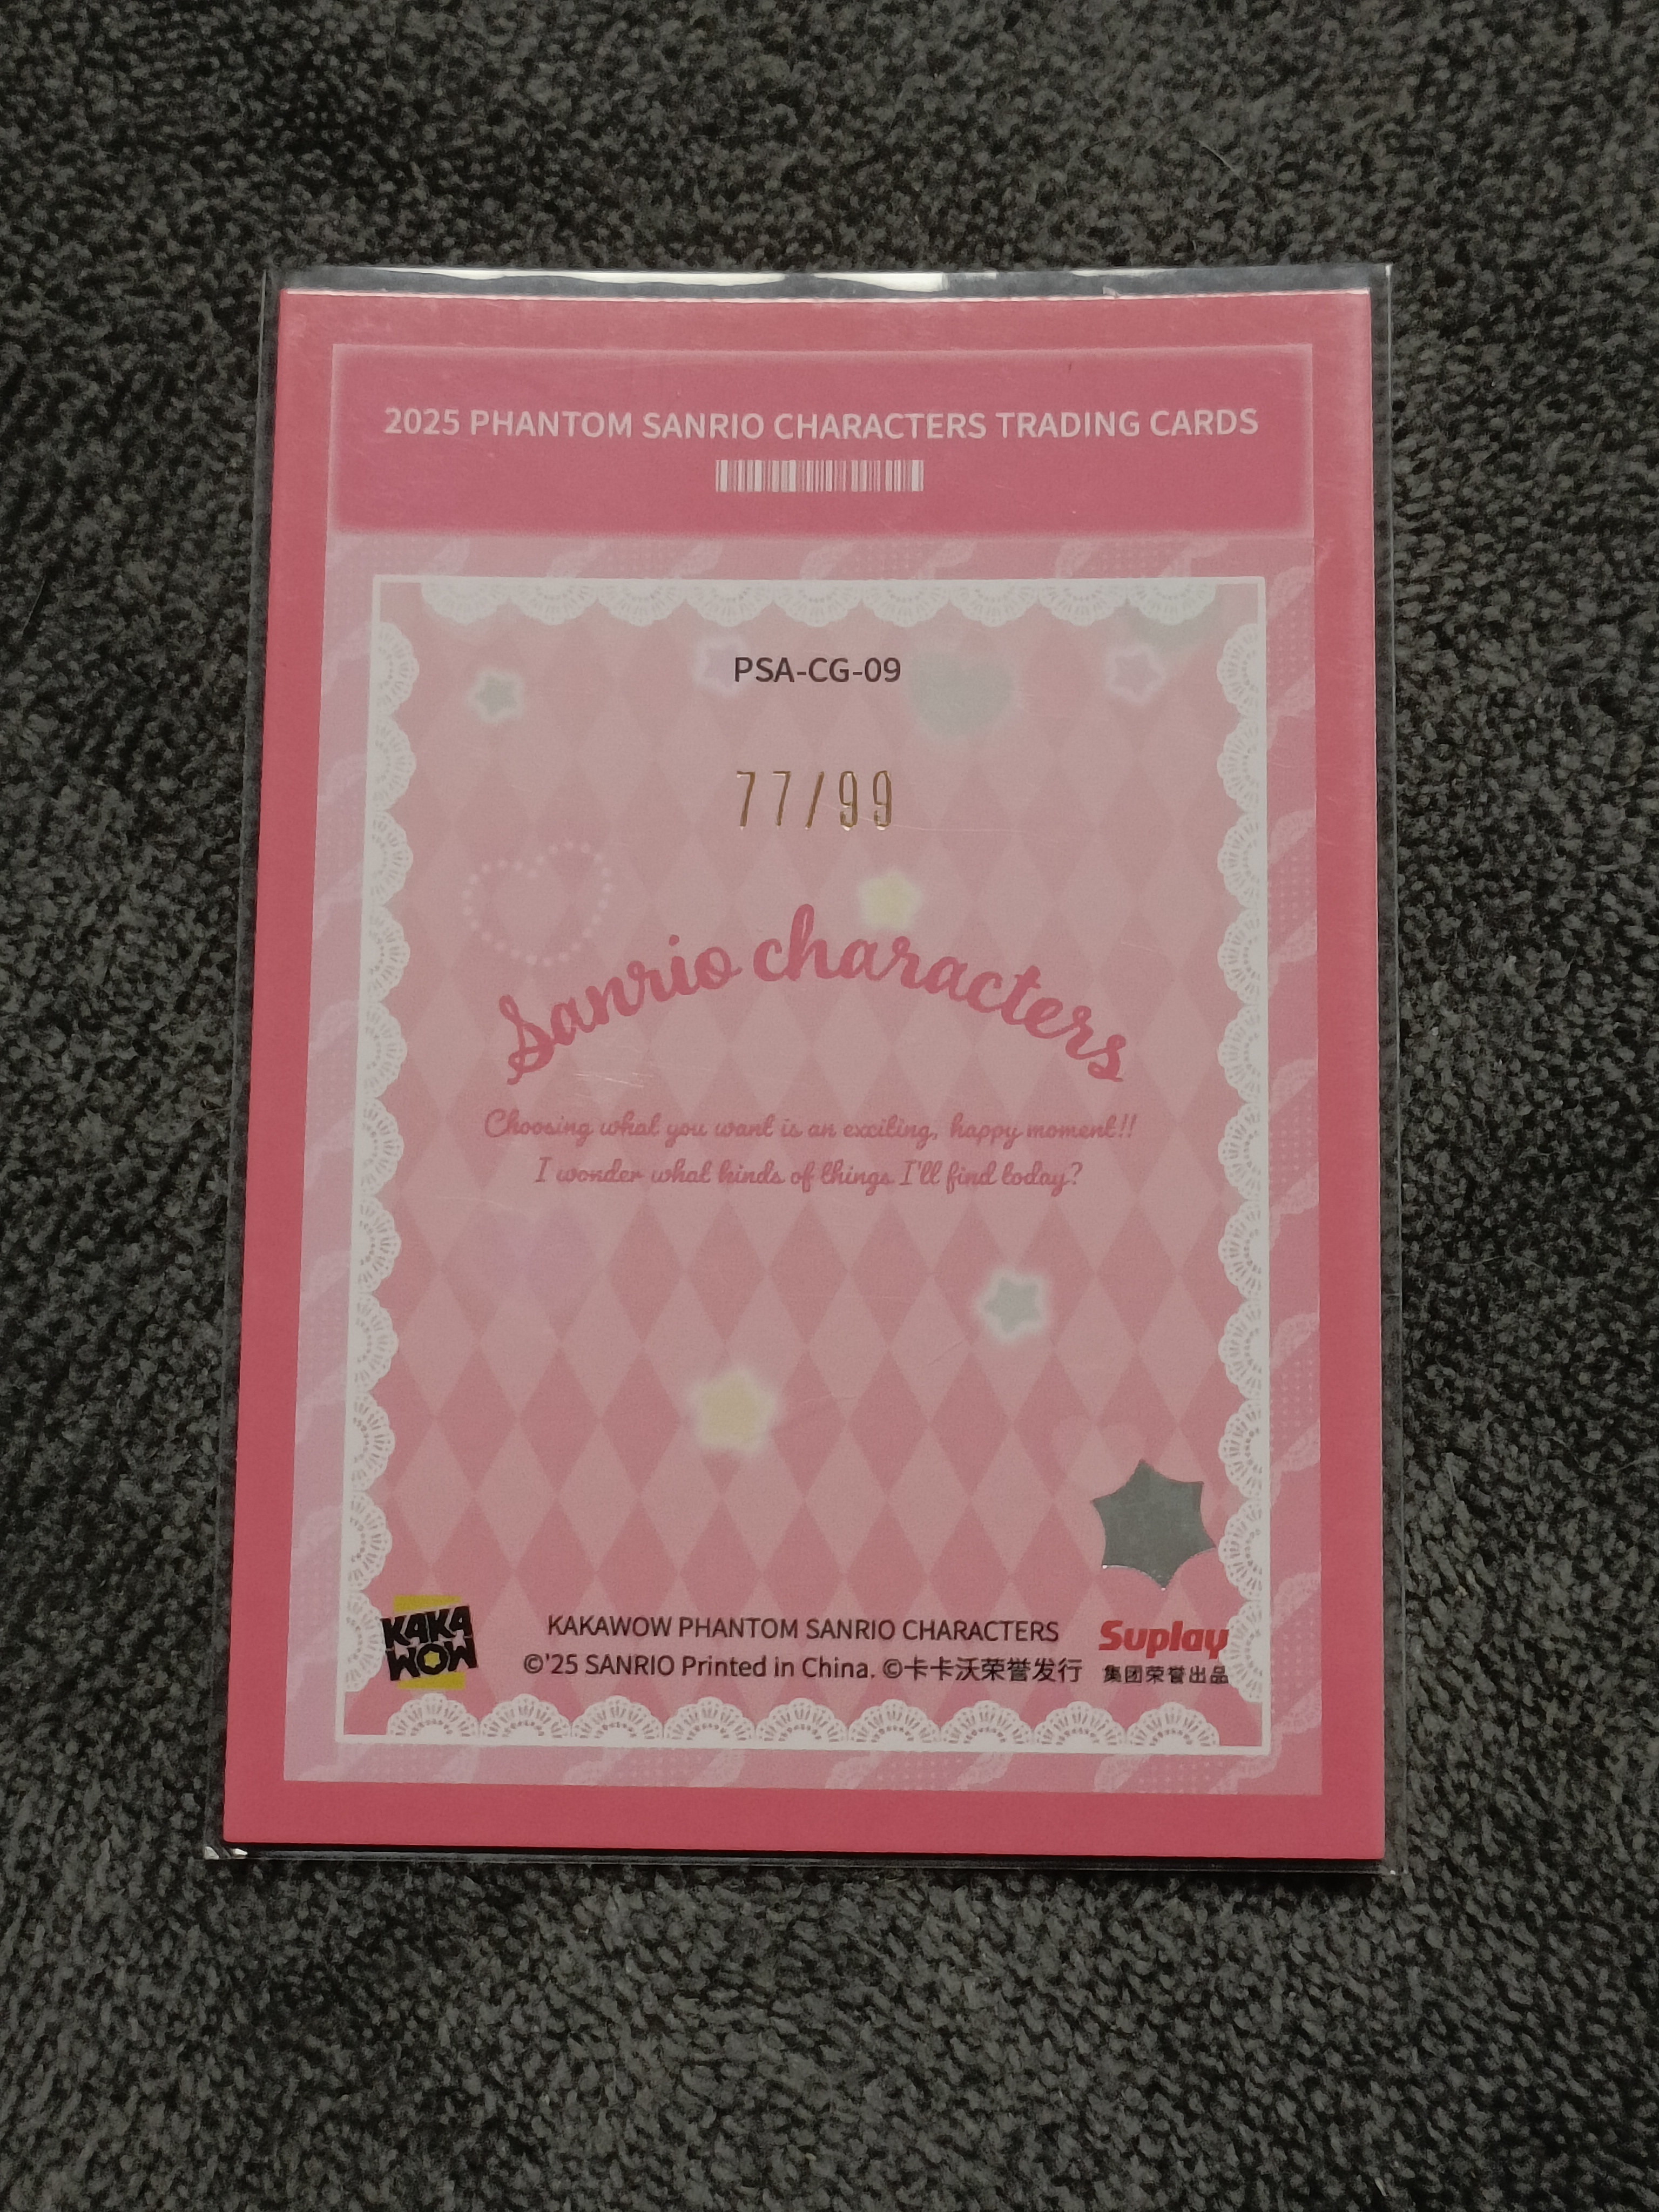 2025 PHANTOM SANRIO CHARACTERS TRADING CARDS
PSA-CG-09
77/99
Sanrio characters
Choosing what you want is an exciting, happy moment!!
I wonder what kinds of things I'll find today?
KAKA
WOW
KAKAWOW PHANTOM SANRIO CHARACTERS
©'25 SANRIO Printed in China. ©卡卡沃荣誉发行
Suplay
集团荣誉出品